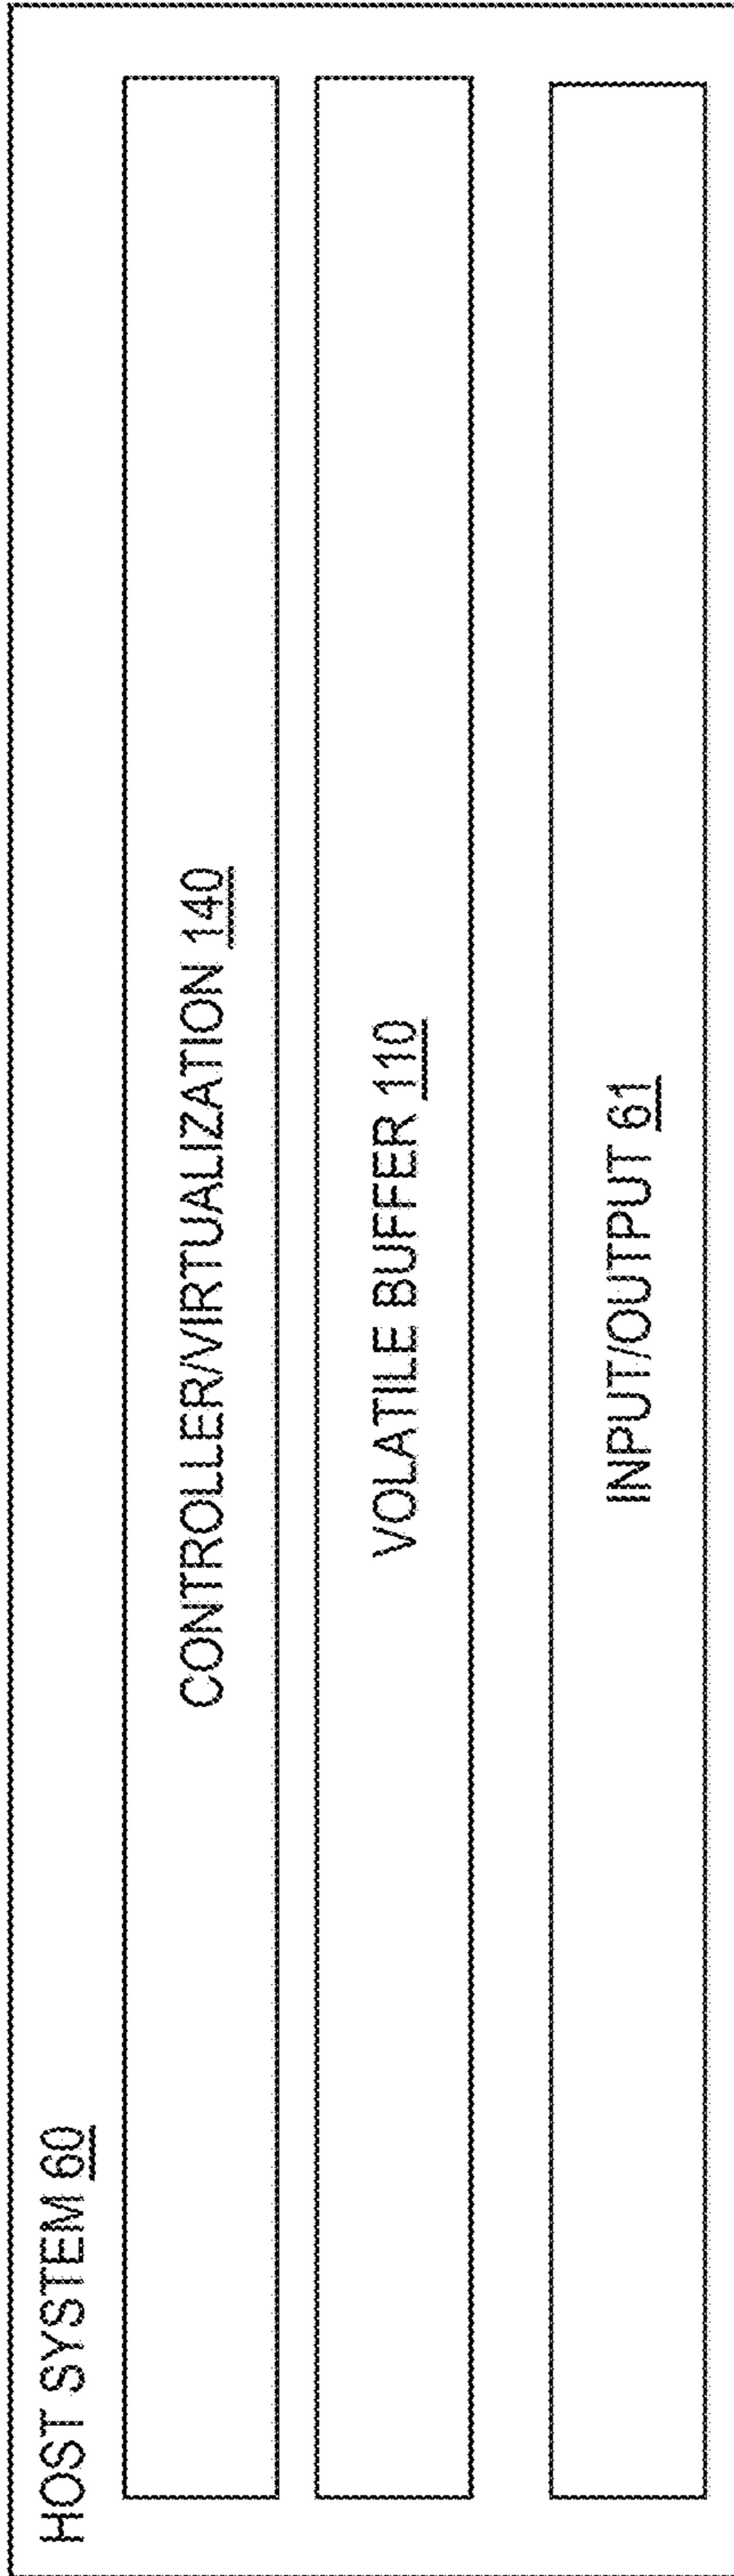 HOST SYSTEM 60
CONTROLLER/VIRTUALIZATION 140
VOLATILE BUFFER 110
INPUT/OUTPUT 61